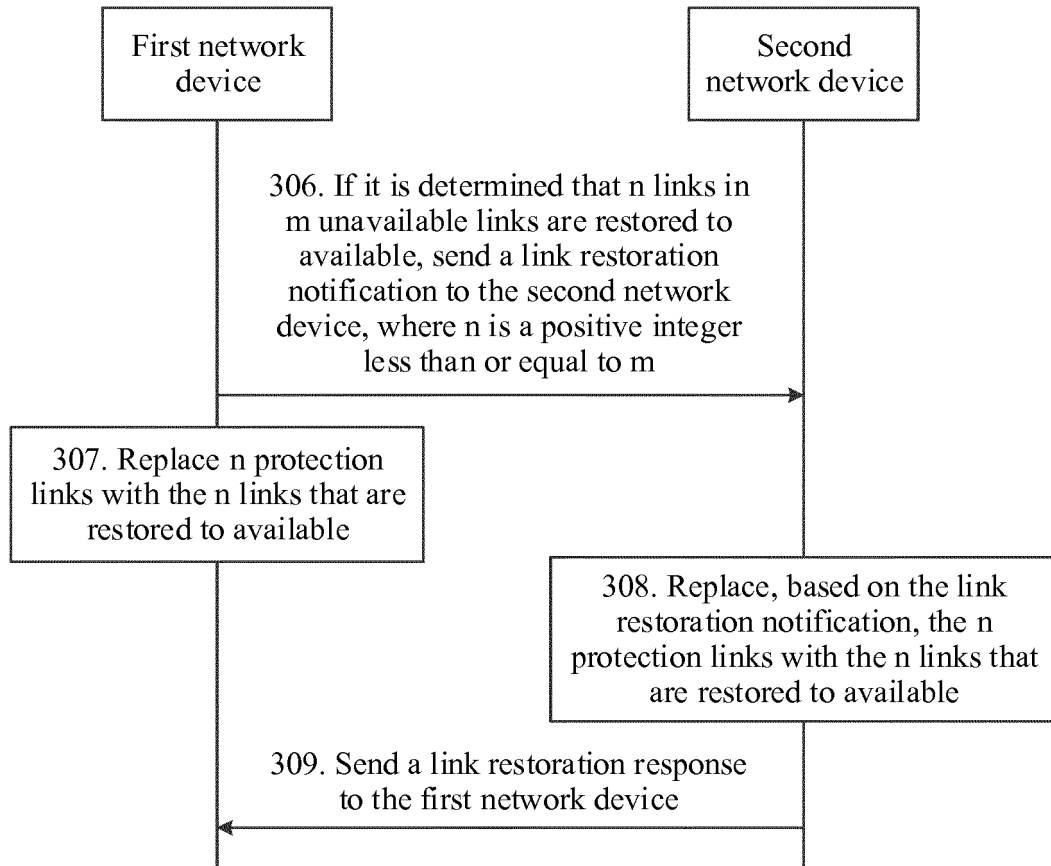 First network
device
Second
network device
306. If it is determined that n links in
m unavailable links are restored to
available, send a link restoration
notification to the second network
device, where n is a positive integer
less than or equal to m
307. Replace n protection
links with the n links that are
restored to available
308. Replace, based on the link
restoration notification, the n
protection links with the n links that
are restored to available
309. Send a link restoration response
to the first network device